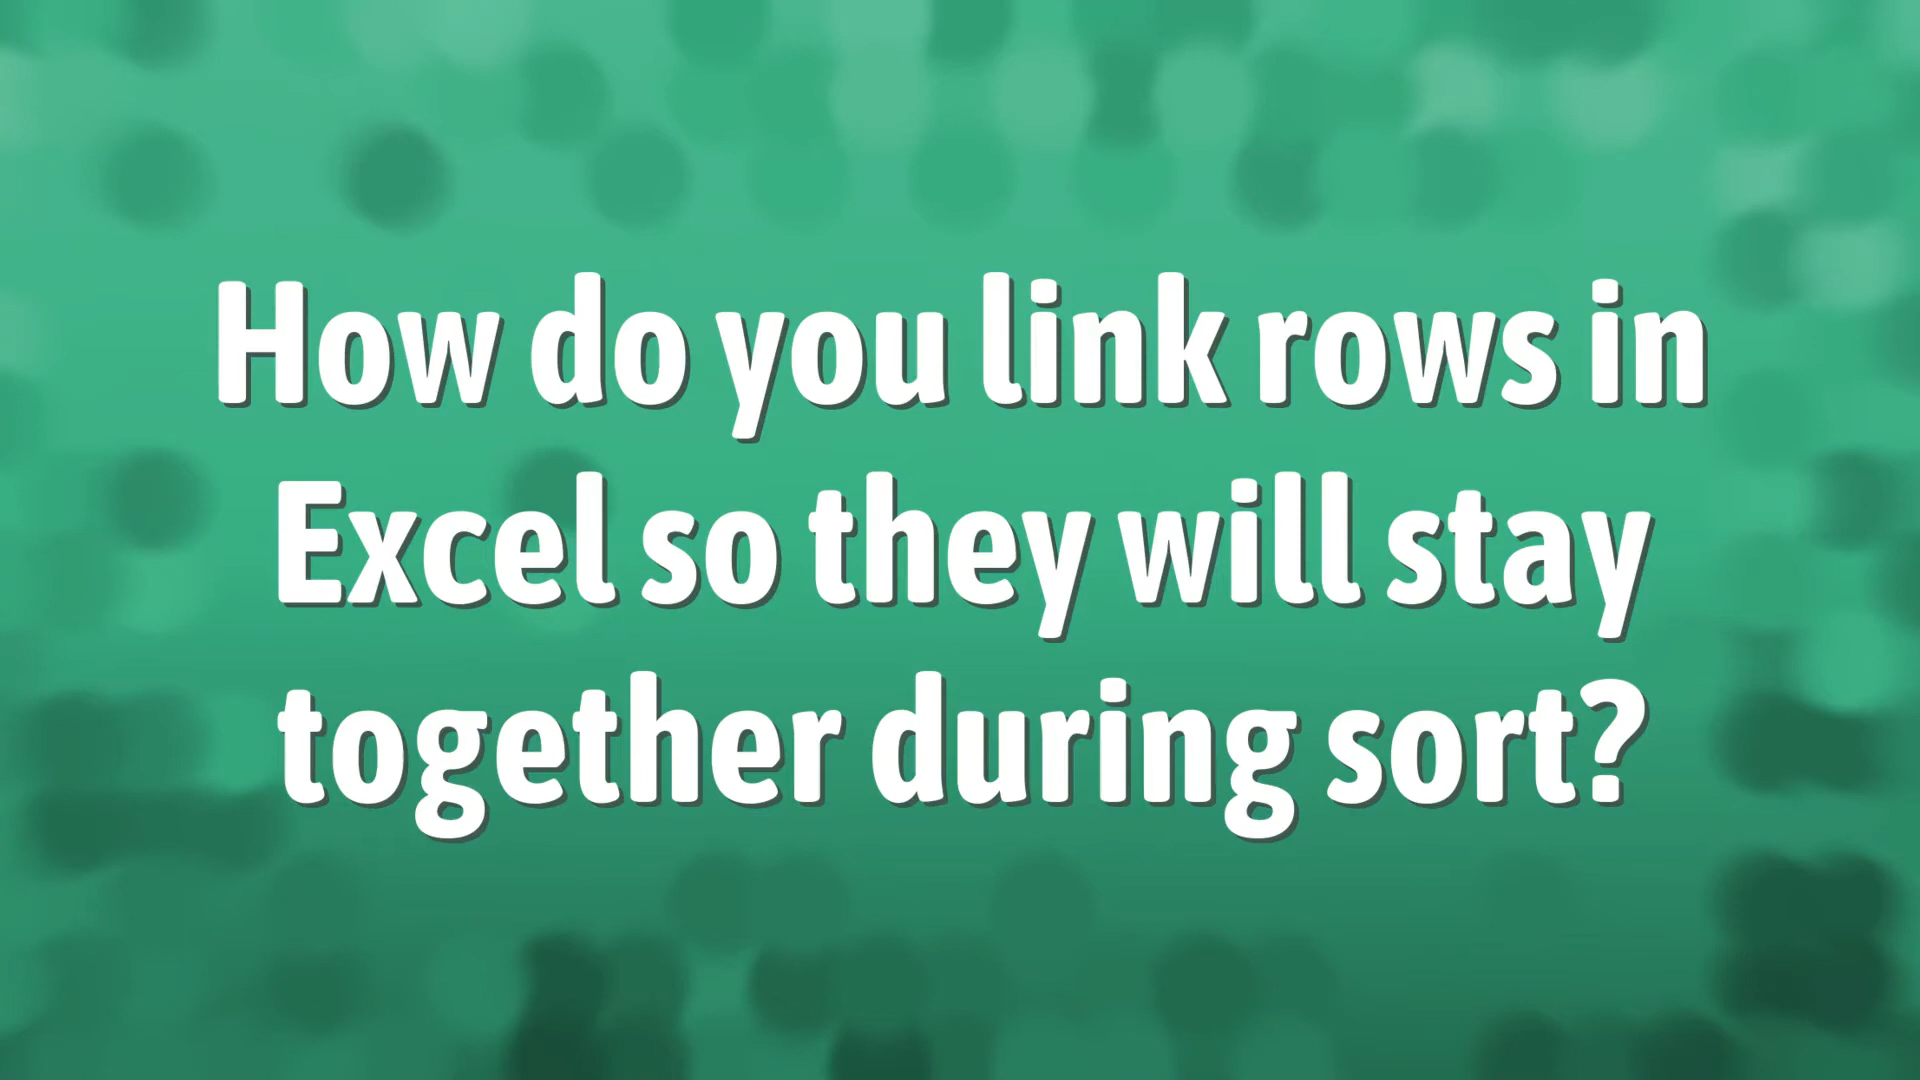 How do you link rows in
Excel so they will stay
together during sort?